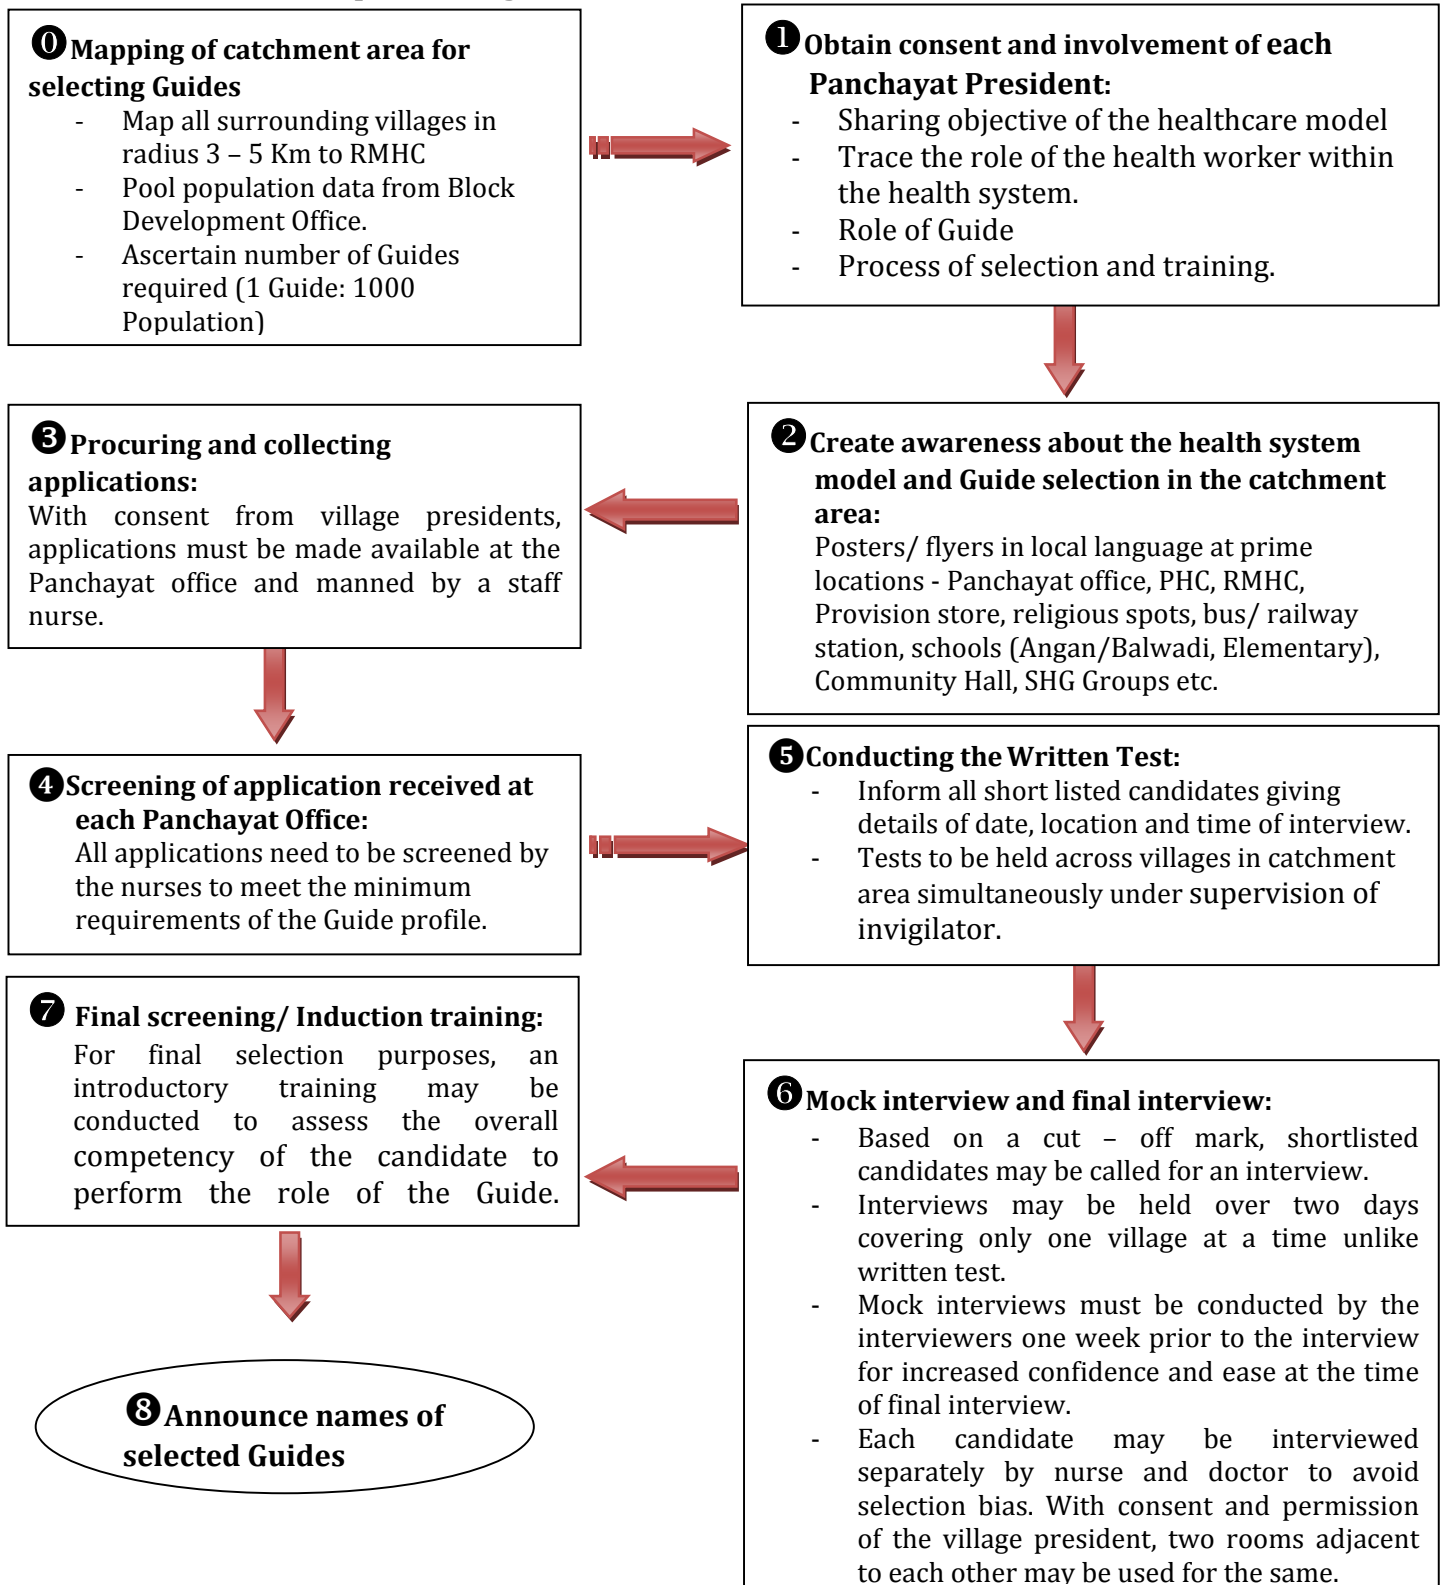 ⓿Mapping of catchment area for
selecting Guides
- Map all surrounding villages in
radius 3 – 5 Km to RMHC
- Pool population data from Block
Development Office.
- Ascertain number of Guides
required (1 Guide: 1000
Population)
❶Obtain consent and involvement of each
Panchayat President:
- Sharing objective of the healthcare model
- Trace the role of the health worker within
the health system.
- Role of Guide
- Process of selection and training.
❷Create awareness about the health system
model and Guide selection in the catchment
area:
Posters/ flyers in local language at prime
locations - Panchayat office, PHC, RMHC,
Provision store, religious spots, bus/ railway
station, schools (Angan/Balwadi, Elementary),
Community Hall, SHG Groups etc.
❸Procuring and collecting
applications:
With consent from village presidents,
applications must be made available at the
Panchayat office and manned by a staff
nurse.
❹Screening of application received at
each Panchayat Office:
All applications need to be screened by
the nurses to meet the minimum
requirements of the Guide profile.
❺Conducting the Written Test:
- Inform all short listed candidates giving
details of date, location and time of interview.
- Tests to be held across villages in catchment
area simultaneously under supervision of
invigilator.
❻Mock interview and final interview:
- Based on a cut – off mark, shortlisted
candidates may be called for an interview.
- Interviews may be held over two days
covering only one village at a time unlike
written test.
- Mock interviews must be conducted by the
interviewers one week prior to the interview
for increased confidence and ease at the time
of final interview.
- Each candidate may be interviewed
separately by nurse and doctor to avoid
selection bias. With consent and permission
of the village president, two rooms adjacent
to each other may be used for the same.
❼ Final screening/ Induction training:
For final selection purposes, an
introductory training may be
conducted to assess the overall
competency of the candidate to
perform the role of the Guide.
❽Announce names of
selected Guides